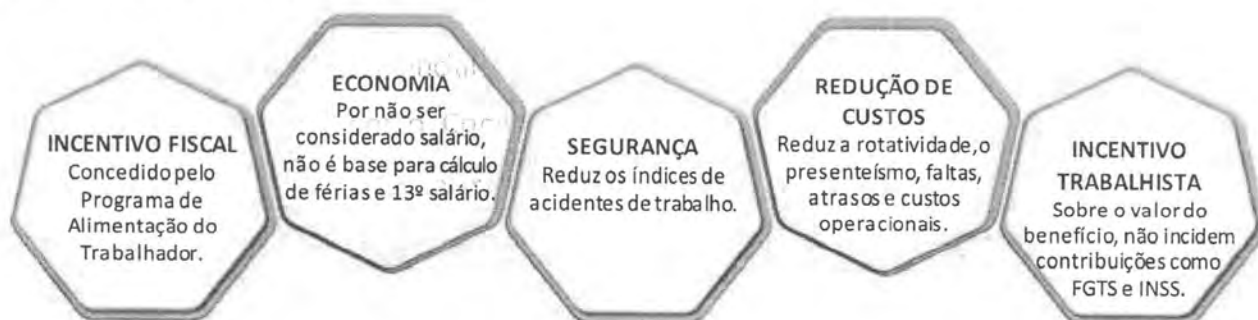 INCENTIVO FISCAL
Concedido pelo
Programa de
Alimentação do
Trabalhador.
ECONOMIA
Por não ser
considerado salário,
não é base para cálculo
de férias e 13º salário.
SEGURANÇA
Reduz os índices de
acidentes de trabalho.
REDUÇÃO DE
CUSTOS
Reduz a rotatividade, o
presenteísmo, faltas,
atrasos e custos
operacionais.
INCENTIVO
TRABALHISTA
Sobre o valor do
benefício, não incidem
contribuições como
FGTS e INSS.